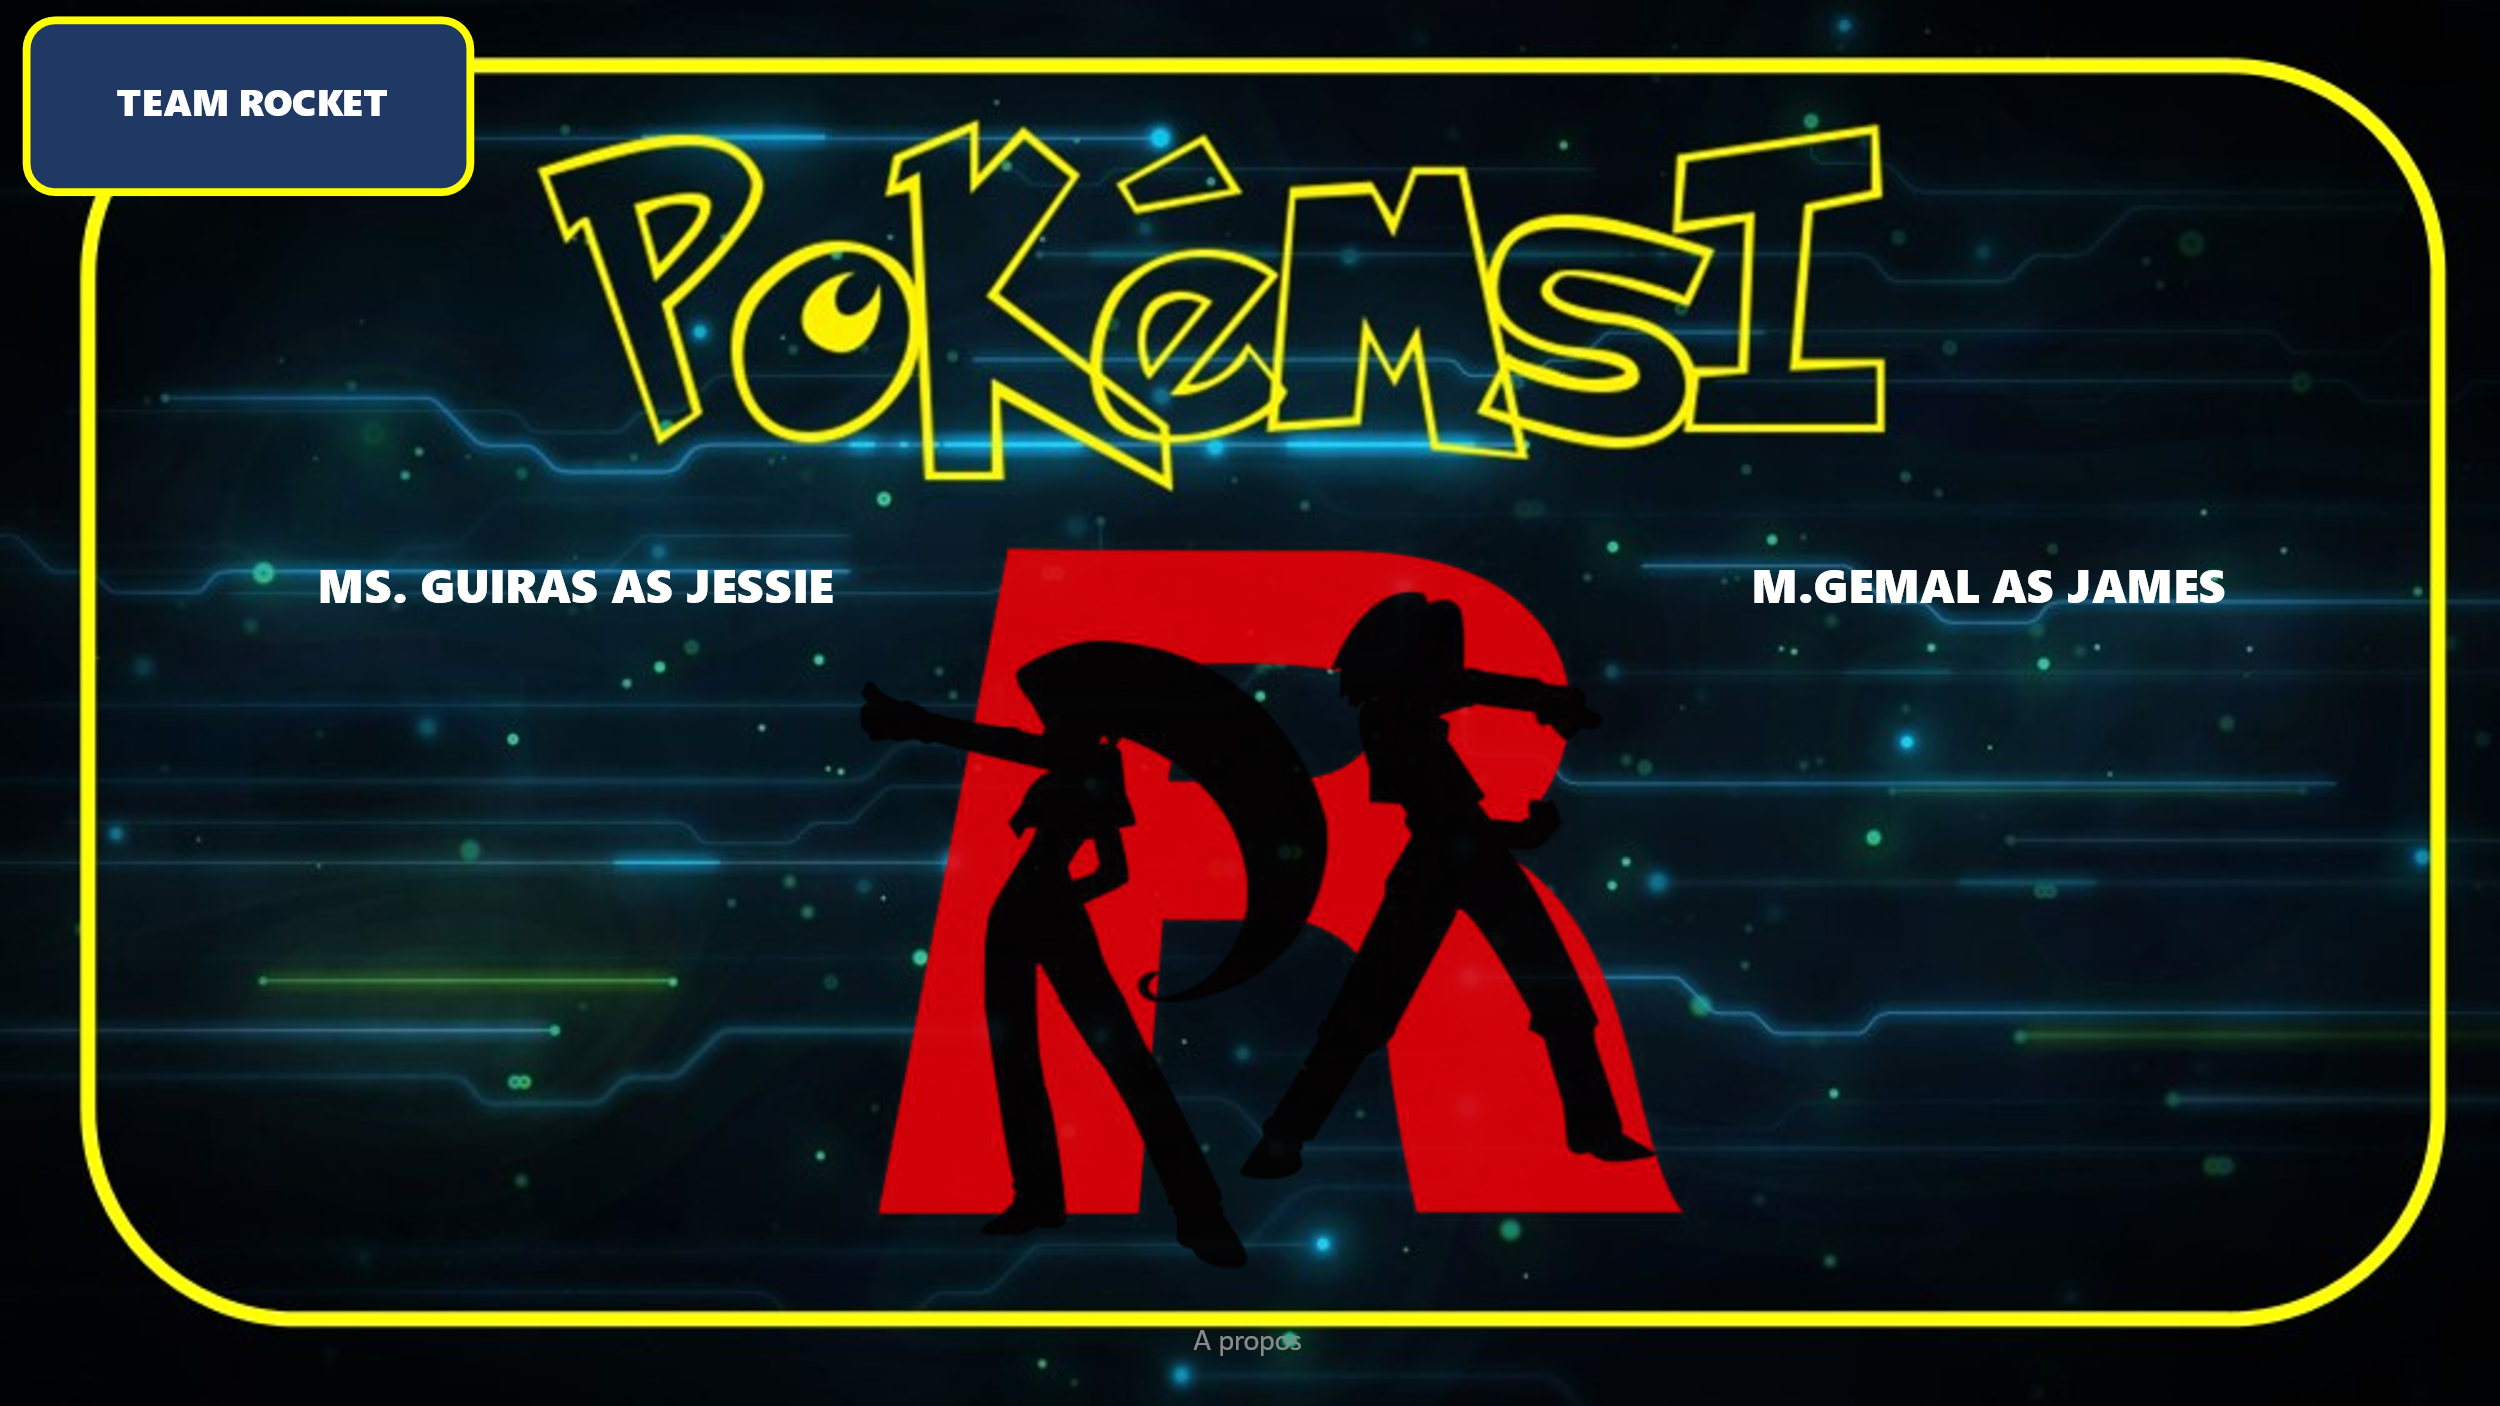 TEAM ROCKET
PoKéMSI
MS. GUIRAS AS JESSIE
M.GEMAL AS JAMES
R
A propos